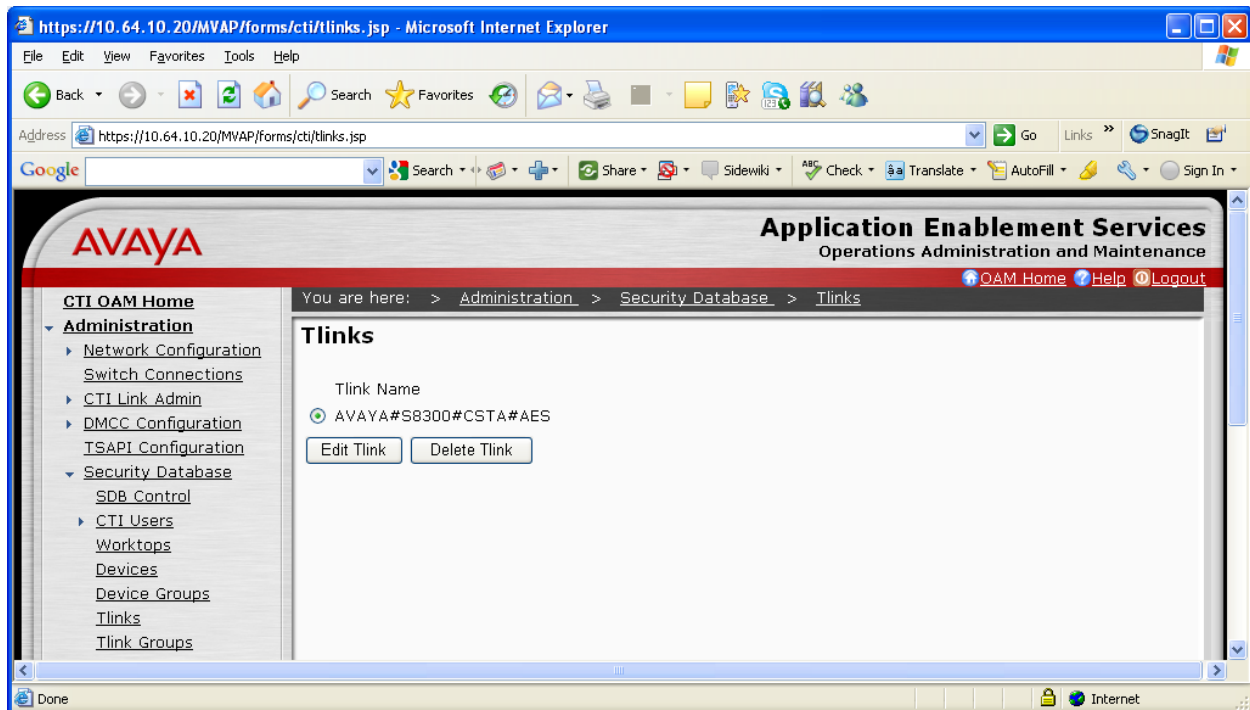 https://10.64.10.20/MVAP/forms/cti/tlinks.jsp - Microsoft Internet Explorer
File Edit View Favorites Tools Help
Back Search Favorites
Address https://10.64.10.20/MVAP/forms/cti/tlinks.jsp Go Links » SnagIt
Google Search Share Sidewiki ABC Check Translate AutoFill Sign In
AVAYA
Application Enablement Services
Operations Administration and Maintenance
OAM Home Help Logout
You are here: > Administration > Security Database > Tlinks
CTI OAM Home
Administration
Network Configuration
Switch Connections
CTI Link Admin
DMCC Configuration
TSAPI Configuration
Security Database
SDB Control
CTI Users
Worktops
Devices
Device Groups
Tlinks
Tlink Groups
Tlinks
Tlink Name
AVAYA#S8300#CSTA#AES
Edit Tlink Delete Tlink
Done Internet